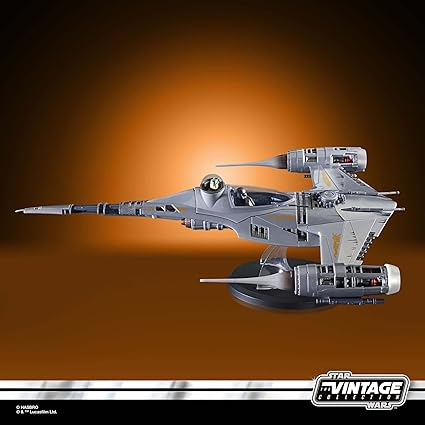 STAR
THE VINTAGE
COLLECTION
WARS
© HASBRO
© & ™ Lucasfilm Ltd.